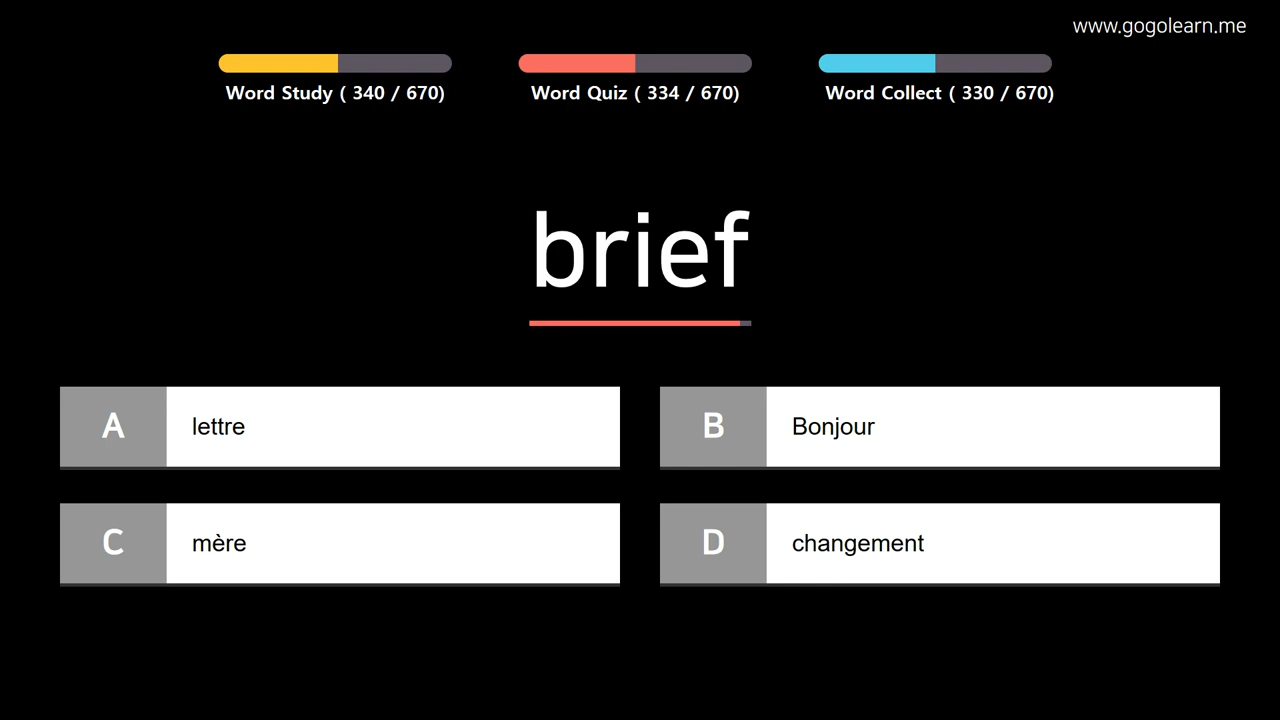 www.gogolearn.me
Word Study ( 340 / 670)
Word Quiz ( 334 / 670)
Word Collect ( 330 / 670)
brief
A
lettre
B
Bonjour
C
mère
D
changement